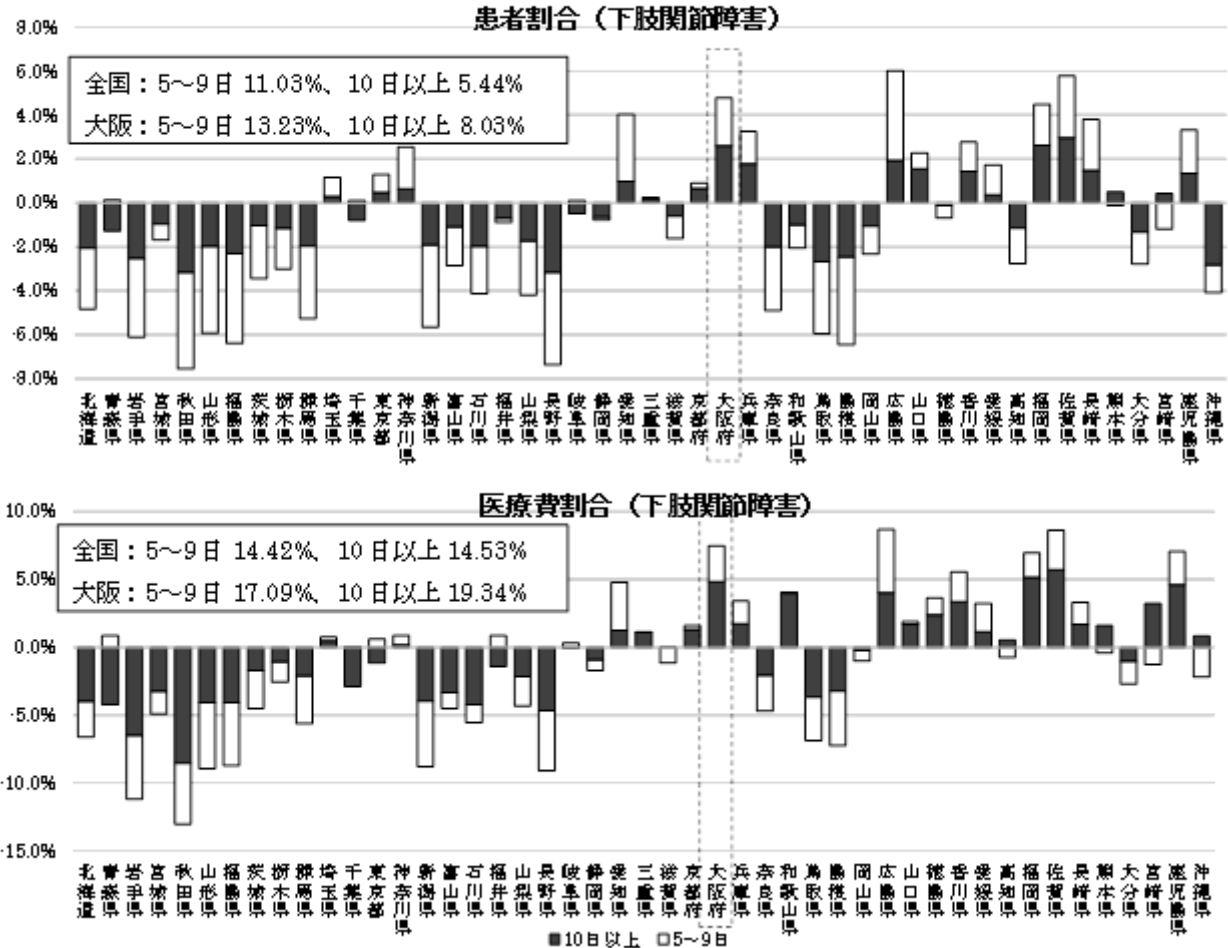 患者割合（下肢関節障害）
8.0%
6.0%
4.0%
2.0%
0.0%
-2.0%
-4.0%
-6.0%
-8.0%
全国：5～9日 11.03%、10日以上 5.44%
大阪：5～9日 13.23%、10日以上 8.03%
北海道 青森県 岩手県 宮城県 秋田県 山形県 福島県 茨城県 栃木県 群馬県 埼玉県 千葉県 東京都 神奈川県 新潟県 富山県 石川県 福井県 山梨県 長野県 岐阜県 静岡県 愛知県 三重県 滋賀県 京都府 大阪府 兵庫県 奈良県 和歌山県 鳥取県 島根県 岡山県 広島県 山口県 徳島県 香川県 愛媛県 高知県 福岡県 佐賀県 長崎県 熊本県 大分県 宮崎県 鹿児島県 沖縄県
医療費割合（下肢関節障害）
10.0%
5.0%
0.0%
-5.0%
-10.0%
-15.0%
全国：5～9日 14.42%、10日以上 14.53%
大阪：5～9日 17.09%、10日以上 19.34%
北海道 青森県 岩手県 宮城県 秋田県 山形県 福島県 茨城県 栃木県 群馬県 埼玉県 千葉県 東京都 神奈川県 新潟県 富山県 石川県 福井県 山梨県 長野県 岐阜県 静岡県 愛知県 三重県 滋賀県 京都府 大阪府 兵庫県 奈良県 和歌山県 鳥取県 島根県 岡山県 広島県 山口県 徳島県 香川県 愛媛県 高知県 福岡県 佐賀県 長崎県 熊本県 大分県 宮崎県 鹿児島県 沖縄県
■10日以上 □5～9日